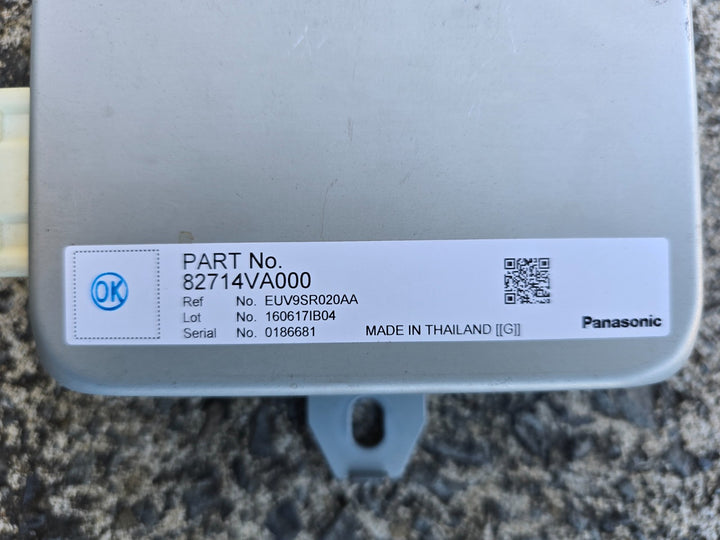 OK
PART No.
82714VA000
Ref No. EUV9SR020AA
Lot No. 160617IB04
Serial No. 0186681
MADE IN THAILAND [[G]]
Panasonic